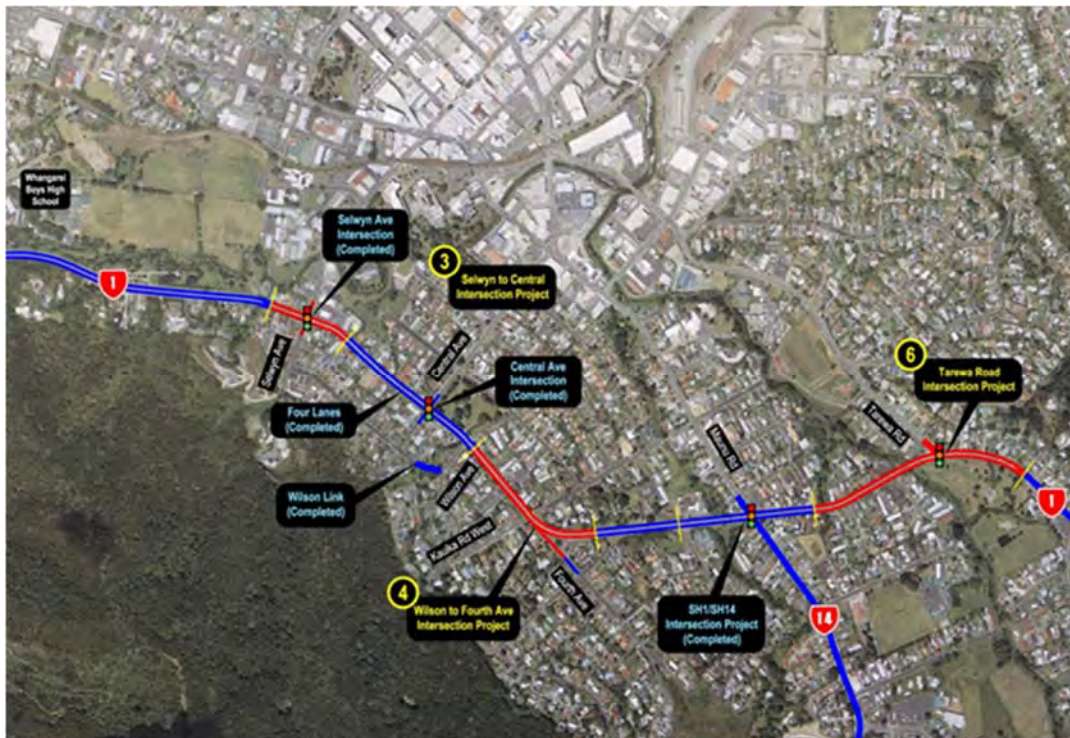 Whangarei
Boys High
School
1
Selwyn Ave
Intersection
(Completed)
3
Selwyn to Central
Intersection Project
Selwyn Ave
Central Ave
Four Lanes
(Completed)
Central Ave
Intersection
(Completed)
6
Tarewa Road
Intersection Project
Tarewa Rd
Maunu Rd
Wilson Link
(Completed)
Wilson Ave
Kauika Rd West
Fourth Ave
4
Wilson to Fourth Ave
Intersection Project
SH1/SH14
Intersection Project
(Completed)
14
1